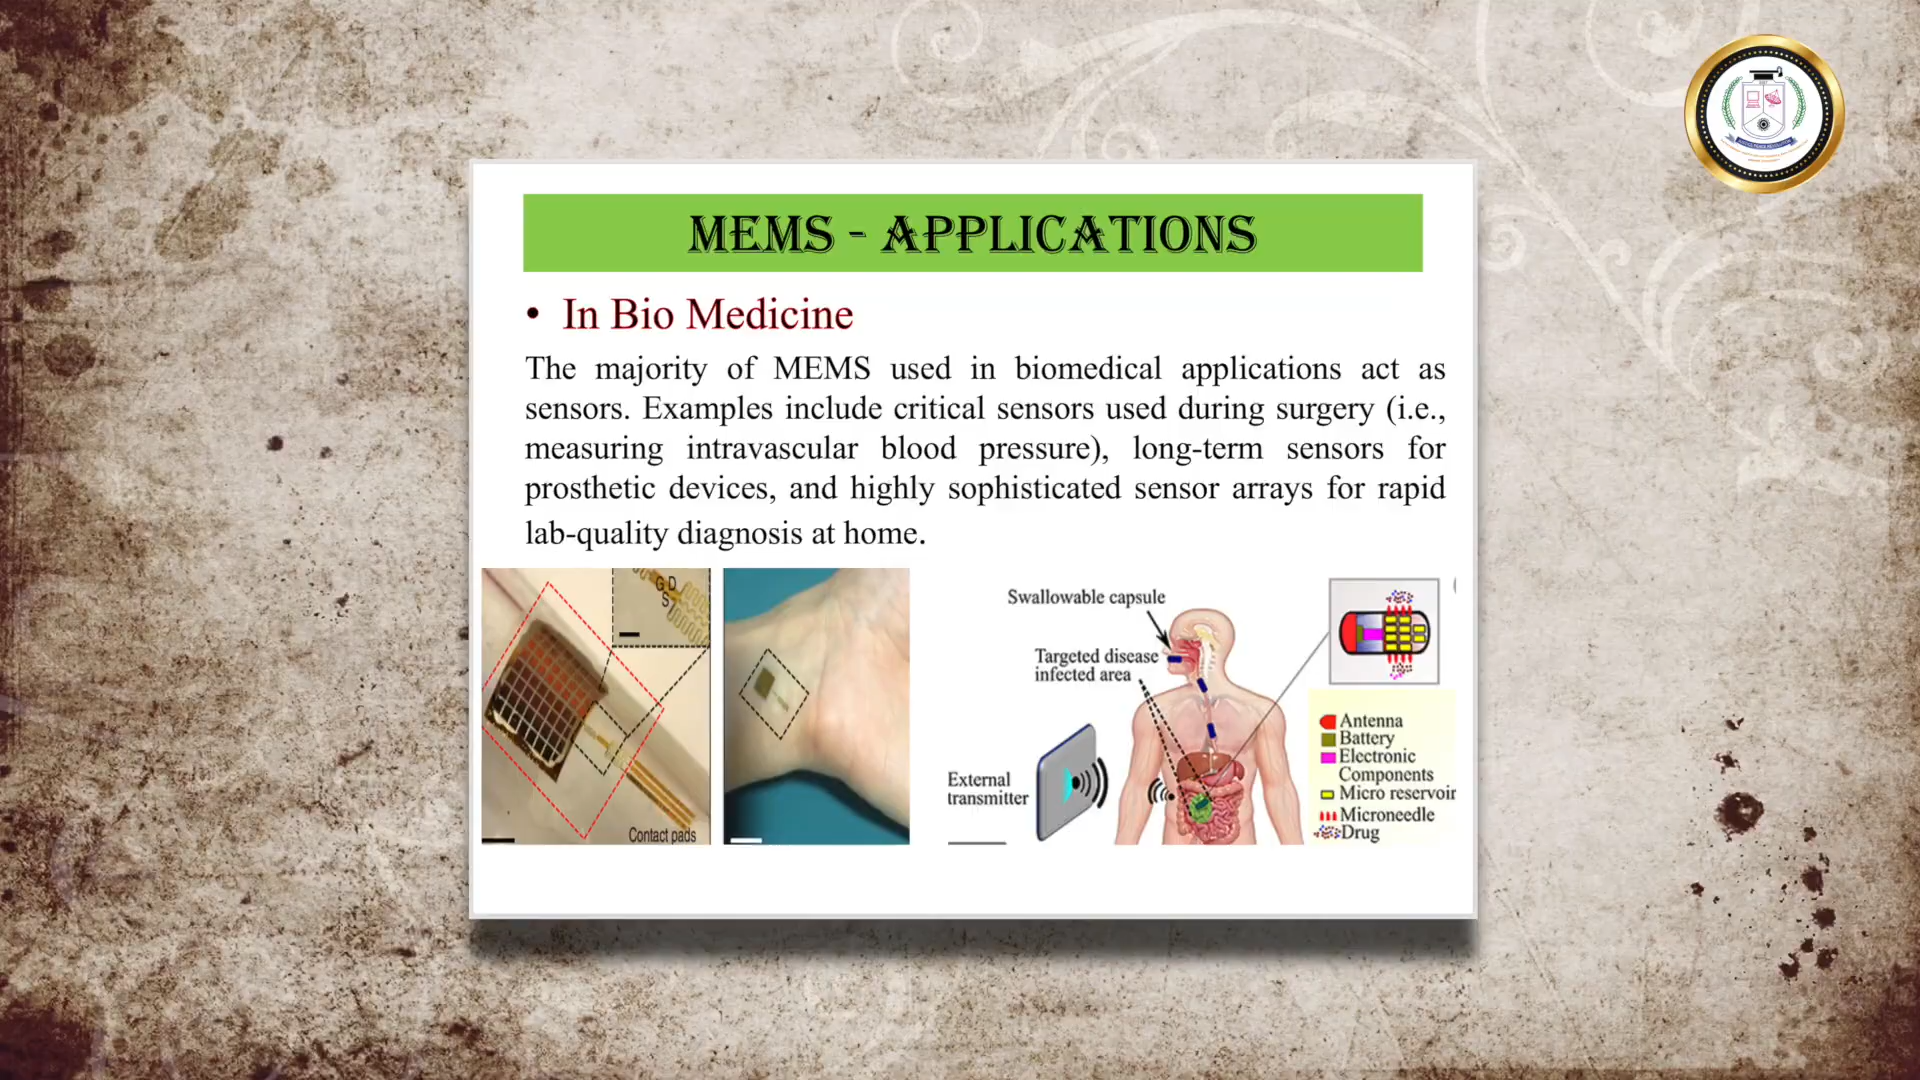 MEMS - APPLICATIONS
• In Bio Medicine
The majority of MEMS used in biomedical applications act as
sensors. Examples include critical sensors used during surgery (i.e.,
measuring intravascular blood pressure), long-term sensors for
prosthetic devices, and highly sophisticated sensor arrays for rapid
lab-quality diagnosis at home.
G D
S
Contact pads
Swallowable capsule
Targeted disease
infected area
External
transmitter
Antenna
Battery
Electronic
Components
Micro reservoir
Microneedle
Drug